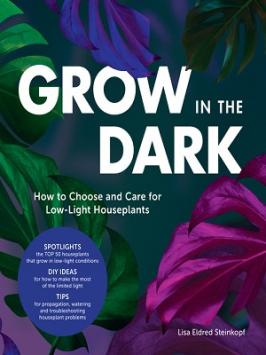 GROW IN THE
DARK
How to Choose and Care for
Low-Light Houseplants
SPOTLIGHTS
the TOP 50 houseplants
that grow in low-light conditions
DIY IDEAS
for how to make the most
of the limited light
TIPS
for propagation, watering
and troubleshooting
houseplant problems
Lisa Eldred Steinkopf